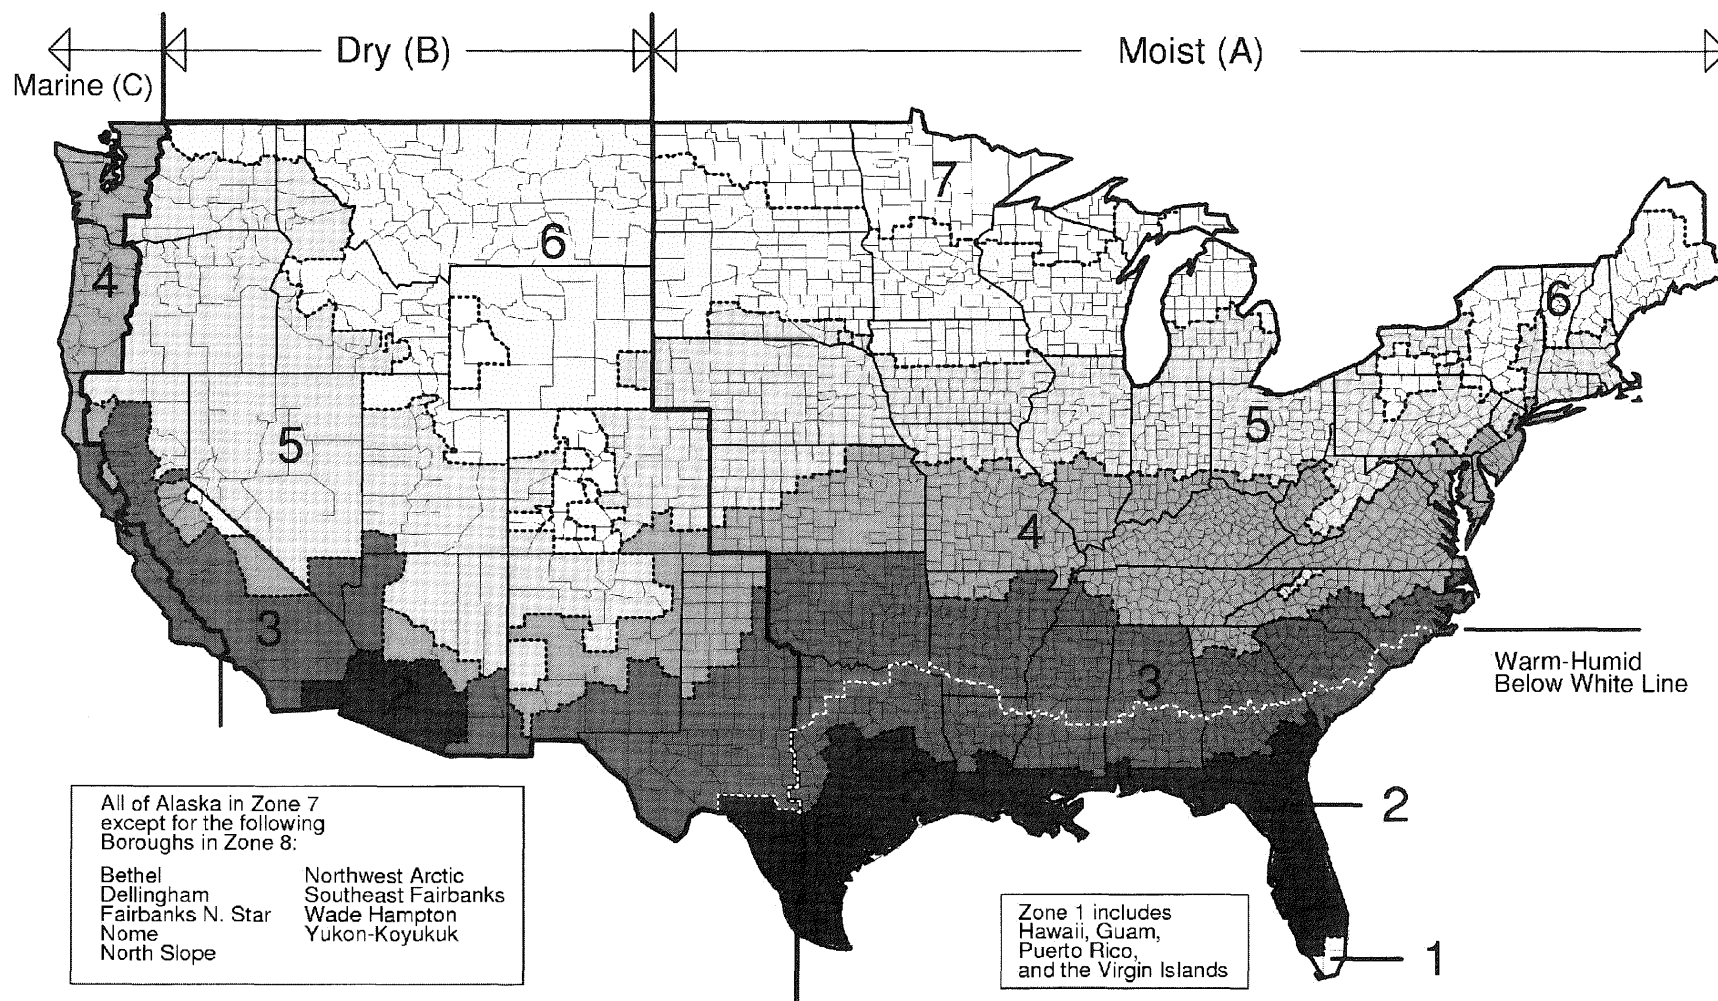 Dry (B)
Moist (A)
Marine (C)
7
6
4
6
5
5
4
3
3
2
Warm-Humid
Below White Line
All of Alaska in Zone 7
except for the following
Boroughs in Zone 8:
Bethel Northwest Arctic
Dellingham Southeast Fairbanks
Fairbanks N. Star Wade Hampton
Nome Yukon-Koyukuk
North Slope
2
Zone 1 includes
Hawaii, Guam,
Puerto Rico,
and the Virgin Islands
1